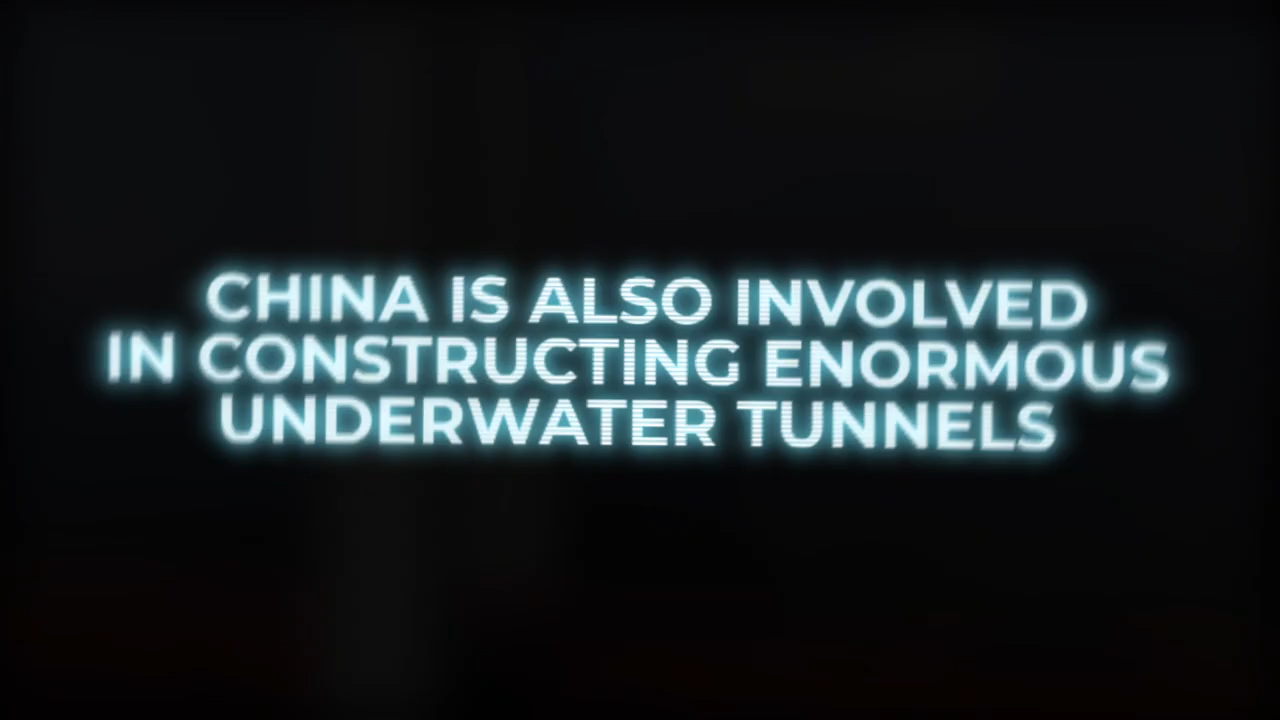 CHINA IS ALSO INVOLVED
IN CONSTRUCTING ENORMOUS
UNDERWATER TUNNELS